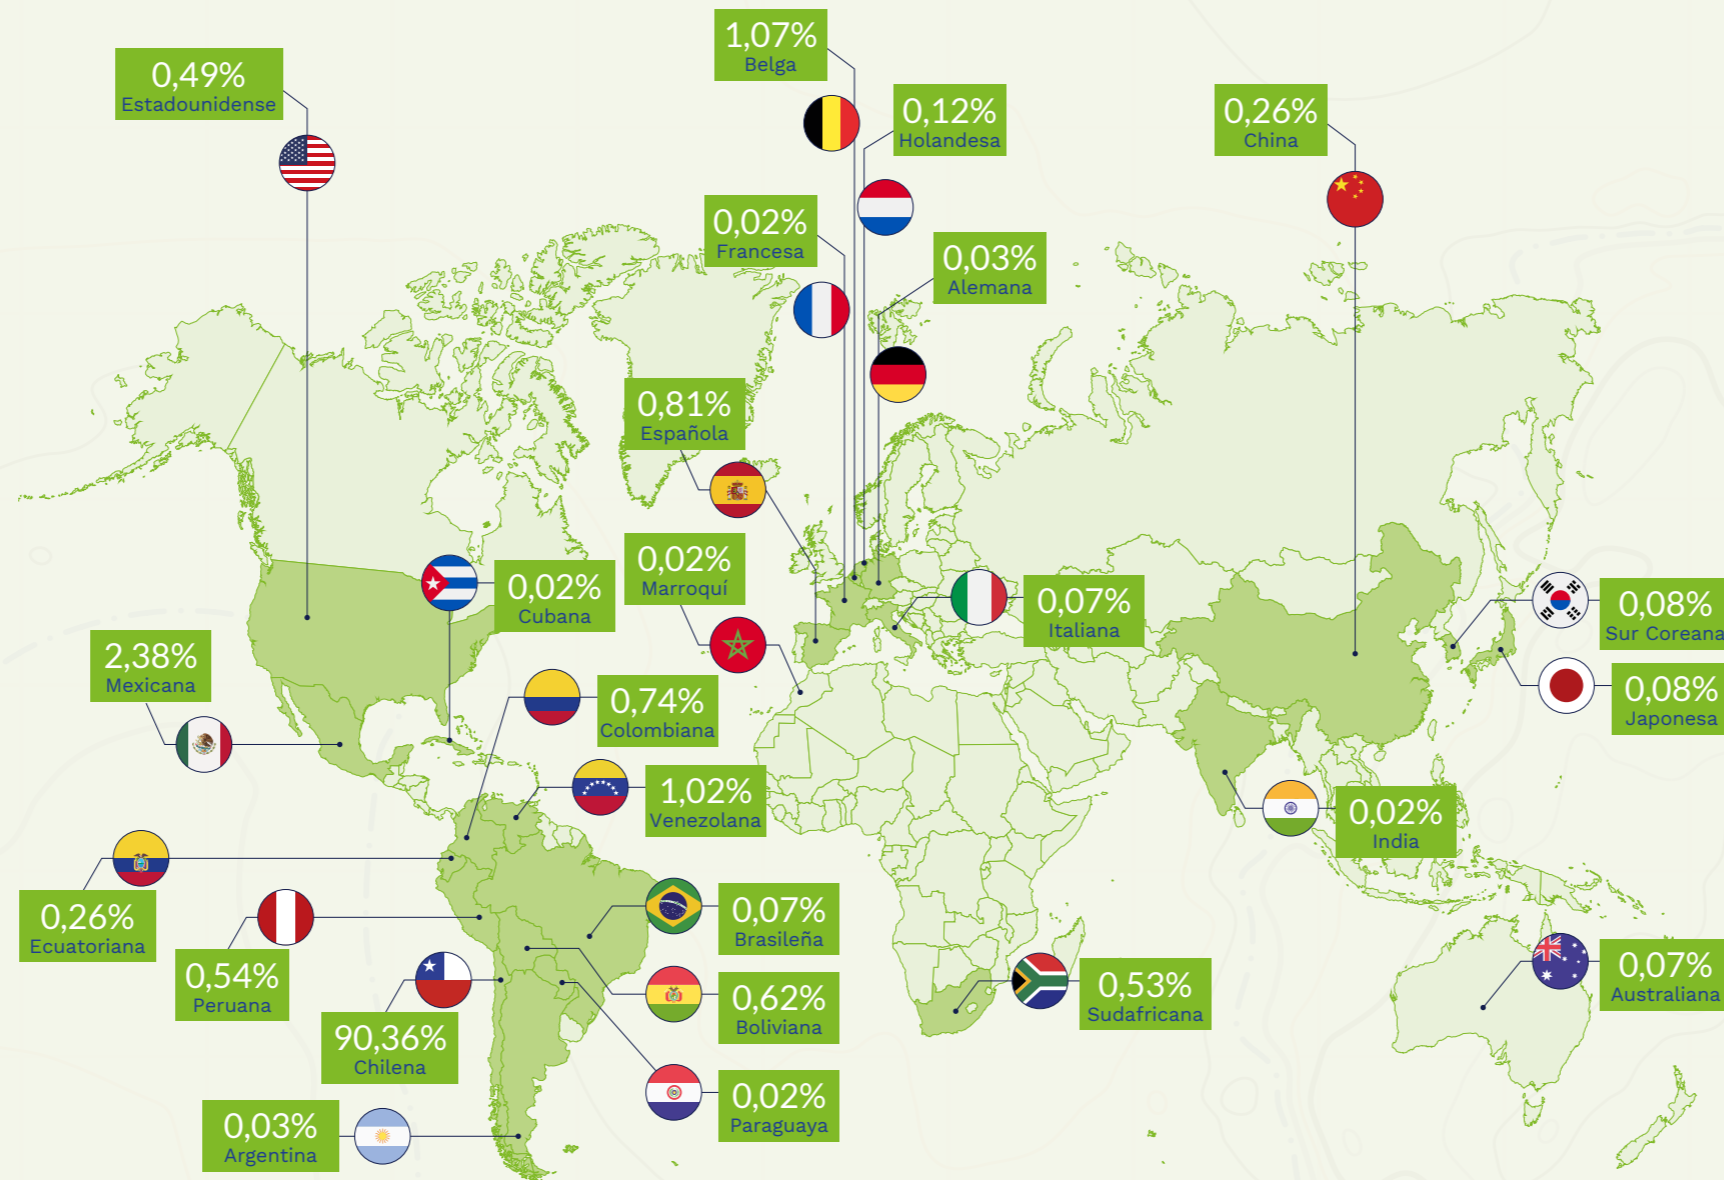 1,07%
Belga
0,49%
Estadounidense
0,12%
Holandesa
0,26%
China
0,02%
Francesa
0,03%
Alemana
0,81%
Española
0,02%
Marroquí
0,02%
Cubana
0,07%
Italiana
0,08%
Sur Coreana
2,38%
Mexicana
0,74%
Colombiana
0,08%
Japonesa
1,02%
Venezolana
0,02%
India
0,26%
Ecuatoriana
0,07%
Brasileña
0,54%
Peruana
0,07%
Australiana
0,53%
Sudafricana
0,62%
Boliviana
90,36%
Chilena
0,02%
Paraguaya
0,03%
Argentina